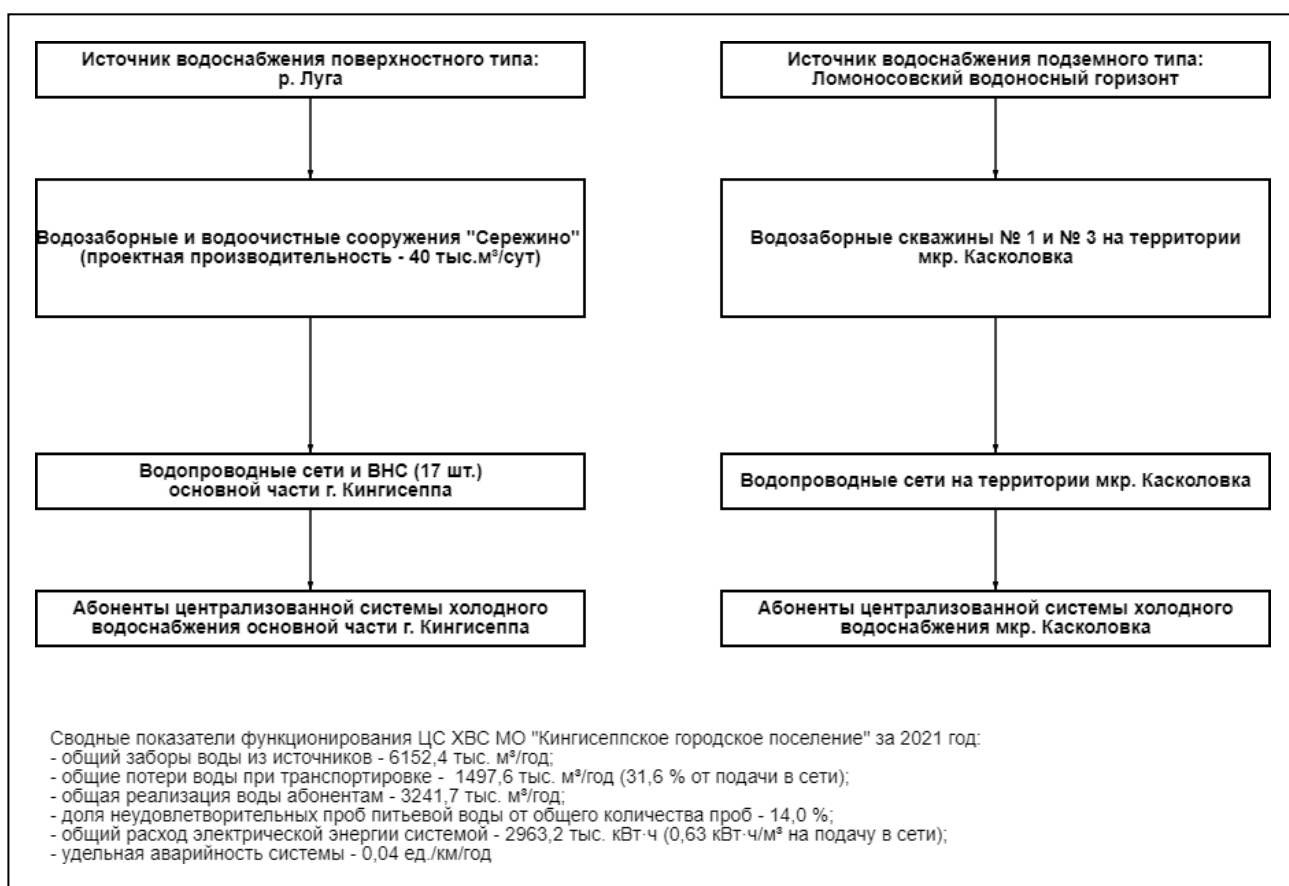 Источник водоснабжения поверхностного типа:
р. Луга
Источник водоснабжения подземного типа:
Ломоносовский водоносный горизонт
Водозаборные и водоочистные сооружения "Сережино"
(проектная производительность - 40 тыс.м³/сут)
Водозаборные скважины № 1 и № 3 на территории
мкр. Касколовка
Водопроводные сети и ВНС (17 шт.)
основной части г. Кингисеппа
Водопроводные сети на территории мкр. Касколовка
Абоненты централизованной системы холодного
водоснабжения основной части г. Кингисеппа
Абоненты централизованной системы холодного
водоснабжения мкр. Касколовка
Сводные показатели функционирования ЦС ХВС МО "Кингисеппское городское поселение" за 2021 год:
- общий заборы воды из источников - 6152,4 тыс. м³/год;
- общие потери воды при транспортировке - 1497,6 тыс. м³/год (31,6 % от подачи в сети);
- общая реализация воды абонентам - 3241,7 тыс. м³/год;
- доля неудовлетворительных проб питьевой воды от общего количества проб - 14,0 %;
- общий расход электрической энергии системой - 2963,2 тыс. кВт·ч (0,63 кВт·ч/м³ на подачу в сети);
- удельная аварийность системы - 0,04 ед./км/год